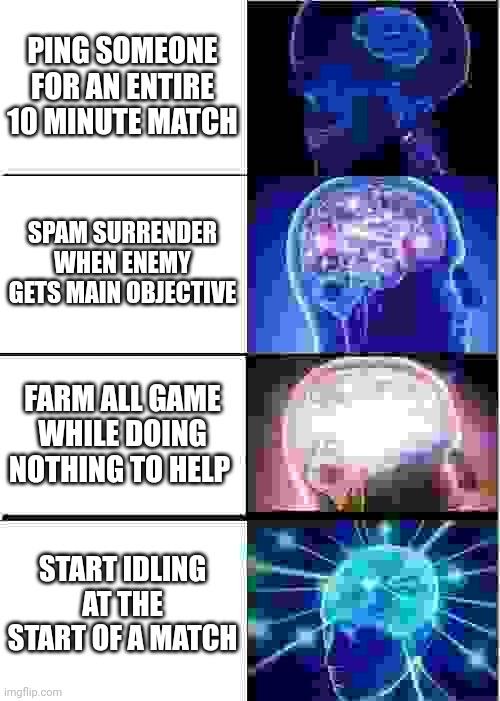 PING SOMEONE
FOR AN ENTIRE
10 MINUTE MATCH
SPAM SURRENDER
WHEN ENEMY
GETS MAIN OBJECTIVE
FARM ALL GAME
WHILE DOING
NOTHING TO HELP
START IDLING
AT THE
START OF A MATCH
imgflip.com